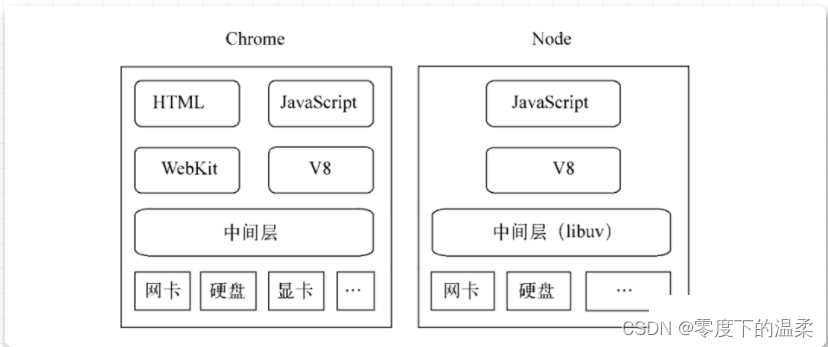 Chrome Node
HTML JavaScript JavaScript
WebKit V8 V8
中间层 中间层（libuv）
网卡 硬盘 显卡 … 网卡 硬盘 …
CSDN @零度下的温柔